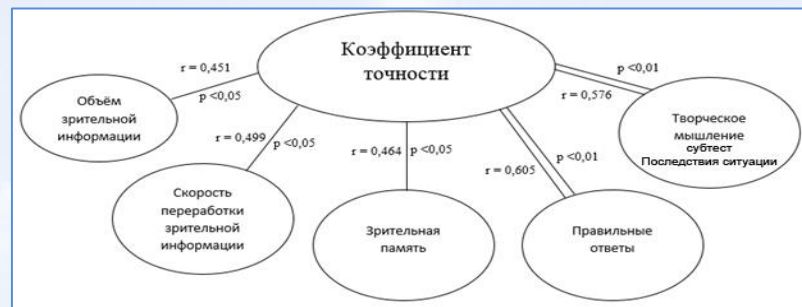 Коэффициент
точности
r = 0,451
p <0,05
Объём
зрительной
информации
r = 0,499
p <0,05
Скорость
переработки
зрительной
информации
r = 0,464
p <0,05
Зрительная
память
r = 0,605
p <0,01
Правильные
ответы
p <0,01
r = 0,576
Творческое
мышление
субтест
Последствия ситуации